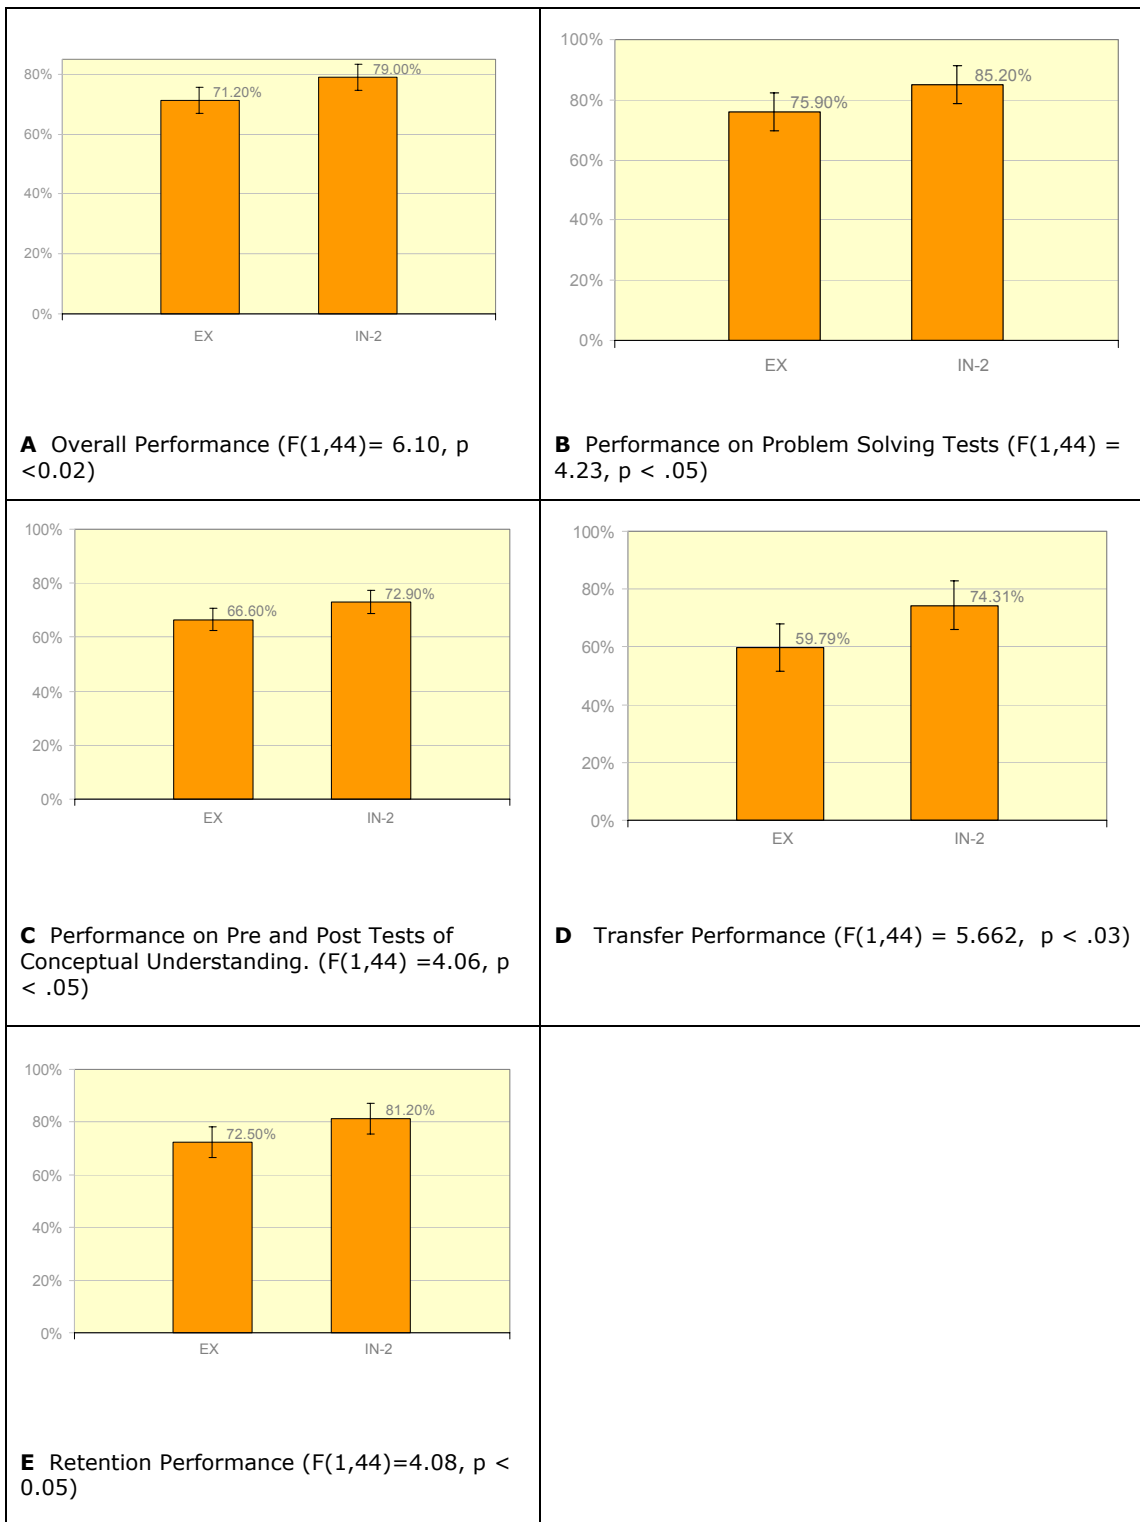 80%
60%
40%
20%
0%
71.20%
79.00%
EX
IN-2
A Overall Performance (F(1,44)= 6.10, p
<0.02)
100%
80%
60%
40%
20%
0%
75.90%
85.20%
EX
IN-2
B Performance on Problem Solving Tests (F(1,44) =
4.23, p < .05)
100%
80%
60%
40%
20%
0%
66.60%
72.90%
EX
IN-2
C Performance on Pre and Post Tests of
Conceptual Understanding. (F(1,44) =4.06, p
< .05)
100%
80%
60%
40%
20%
0%
59.79%
74.31%
EX
IN-2
D Transfer Performance (F(1,44) = 5.662, p < .03)
100%
80%
60%
40%
20%
0%
72.50%
81.20%
EX
IN-2
E Retention Performance (F(1,44)=4.08, p <
0.05)